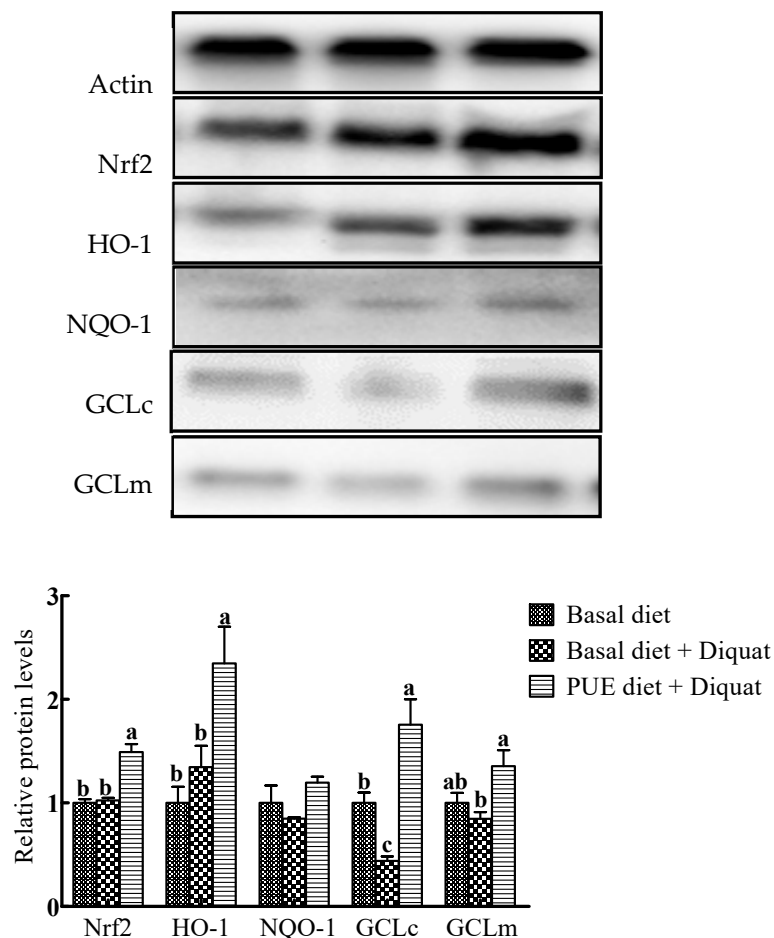 Actin
Nrf2
HO-1
NQO-1
GCLc
GCLm
3
2
1
0
Relative protein levels
Basal diet
Basal diet + Diquat
PUE diet + Diquat
b b a
b b a
b c a
ab b a
Nrf2 HO-1 NQO-1 GCLc GCLm